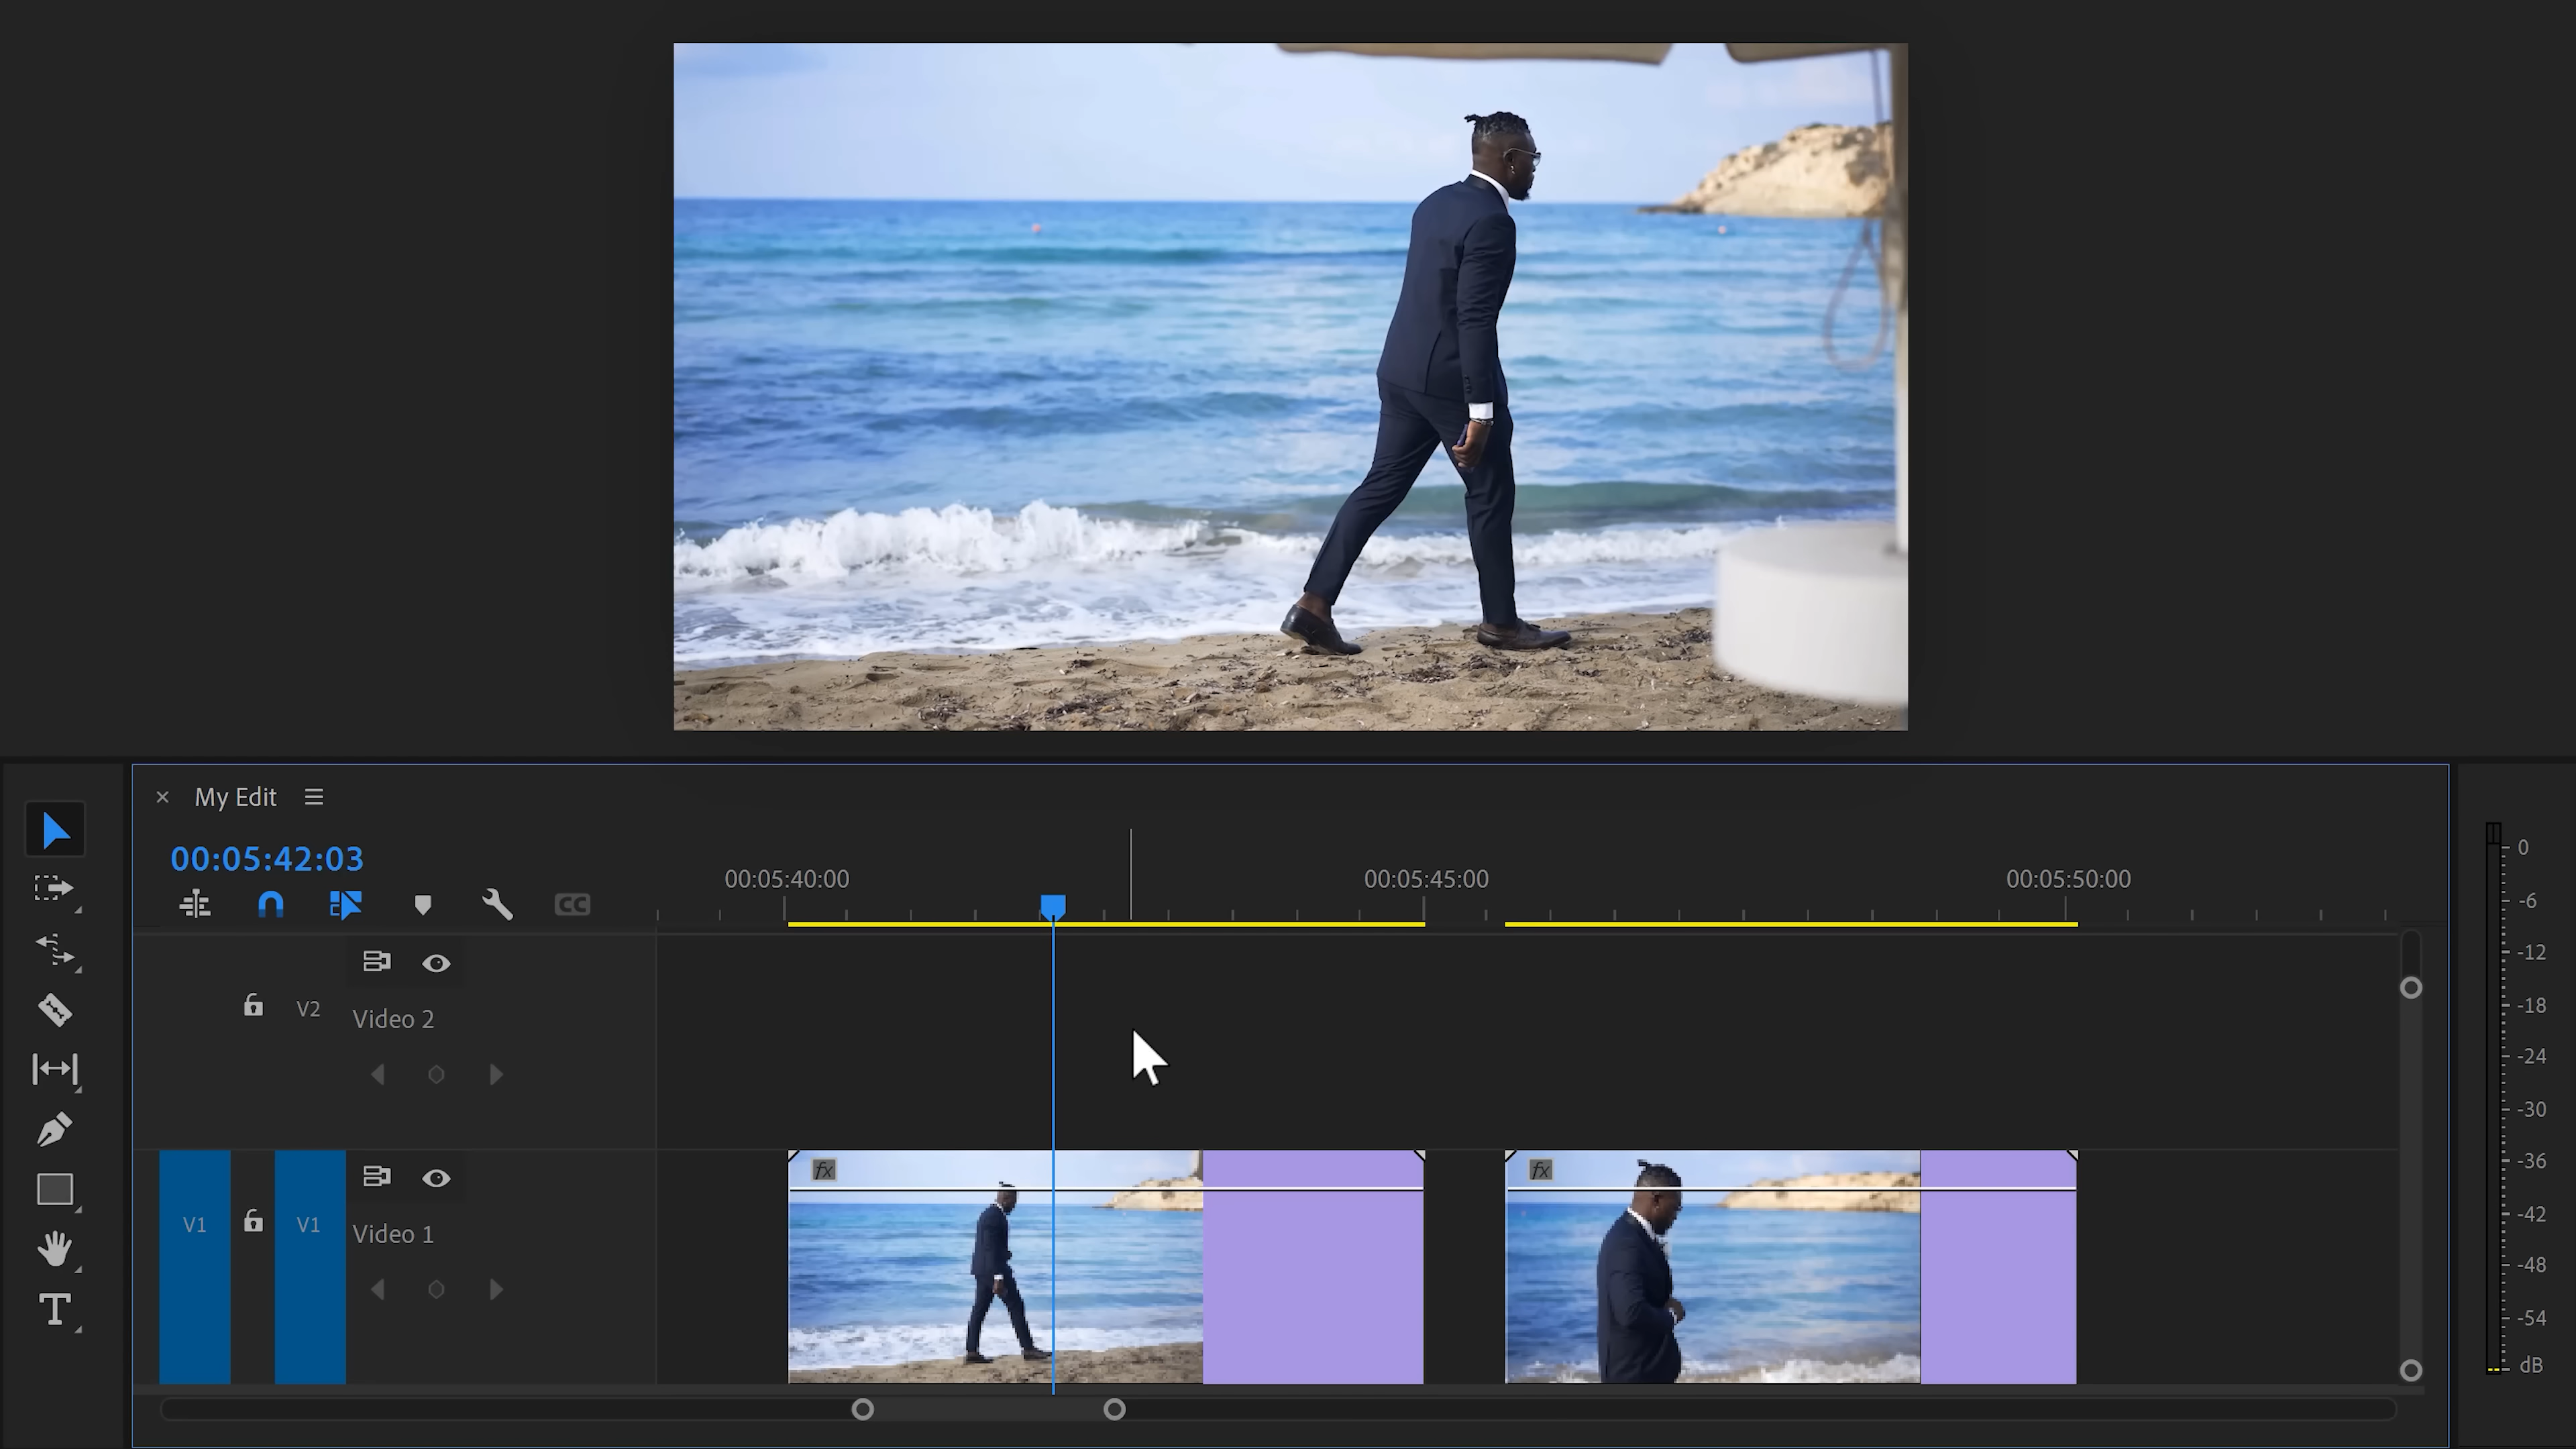 My Edit
00:05:42:03
00:05:40:00 00:05:45:00 00:05:50:00
CC
V2 Video 2
fx fx
V1 V1 Video 1
T
0
-6
-12
-18
-24
-30
-36
-42
-48
-54
dB